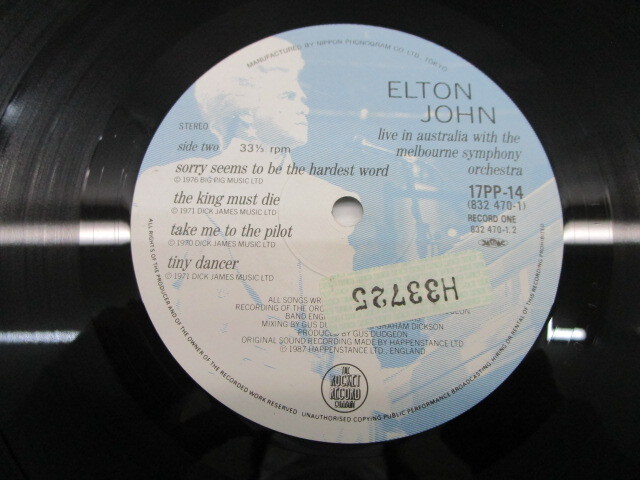 MANUFACTURED BY NIPPON PHONOGRAM CO LTD., TOKYO
ELTON
JOHN
live in australia with the
melbourne symphony
orchestra
17PP-14
(832 470-1)
RECORD ONE
832 470-1.2
STEREO
side two 33⅓ rpm
sorry seems to be the hardest word
© 1976 BIG PIG MUSIC LTD
the king must die
© 1971 DICK JAMES MUSIC LTD
take me to the pilot
© 1970 DICK JAMES MUSIC LTD
tiny dancer
© 1971 DICK JAMES MUSIC LTD
H33725
ALL SONGS
RECORDING OF THE
BAND
MIXING BY GUS GRAHAM DICKSON
PRODUCED BY GUS DUDGEON
ORIGINAL SOUND RECORDING MADE BY HAPPENSTANCE LTD
℗ 1987 HAPPENSTANCE LTD., ENGLAND
THE
ROCKET
RECORD
COMPANY
ALL RIGHTS OF THE PRODUCER AND OF THE OWNER OF THE RECORDED WORK RESERVED UNAUTHORISED COPYING PUBLIC PERFORMANCE BROADCASTING HIRING OR RENTAL OF THIS RECORDING PROHIBITED